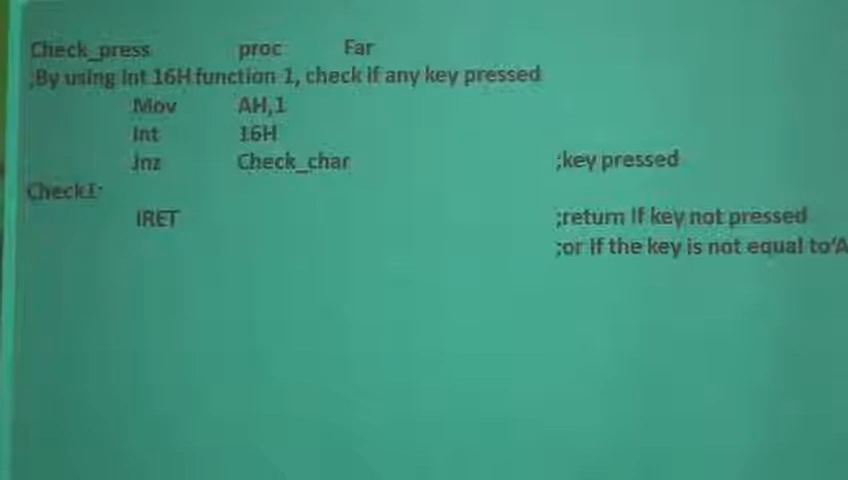 Check_press proc Far
;By using Int 16H function 1, check if any key pressed
Mov AH,1
Int 16H
Jnz Check_char ;key pressed
CheckI:
IRET ;return if key not pressed
;or if the key is not equal to 'A